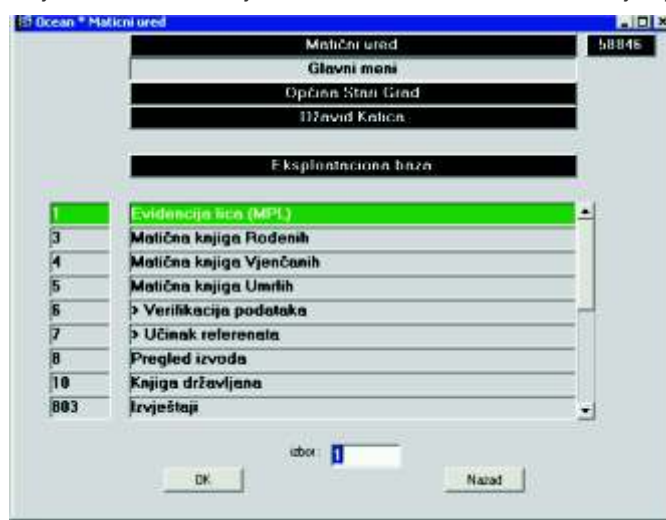 Ocean * Maticni ured
Matični ured
58846
Glavni meni
Općina Stari Grad
Dževid Kalica
Eksploataciona baza
1 Evidencija lica (MPL)
3 Matična knjiga Rođenih
4 Matična knjiga Vjenčanih
5 Matična knjiga Umrlih
6 > Verifikacija podataka
7 > Učinak referenata
8 Pregled izvoda
10 Knjiga državljana
803 Izvještaji
izbor: 1
OK Nazad